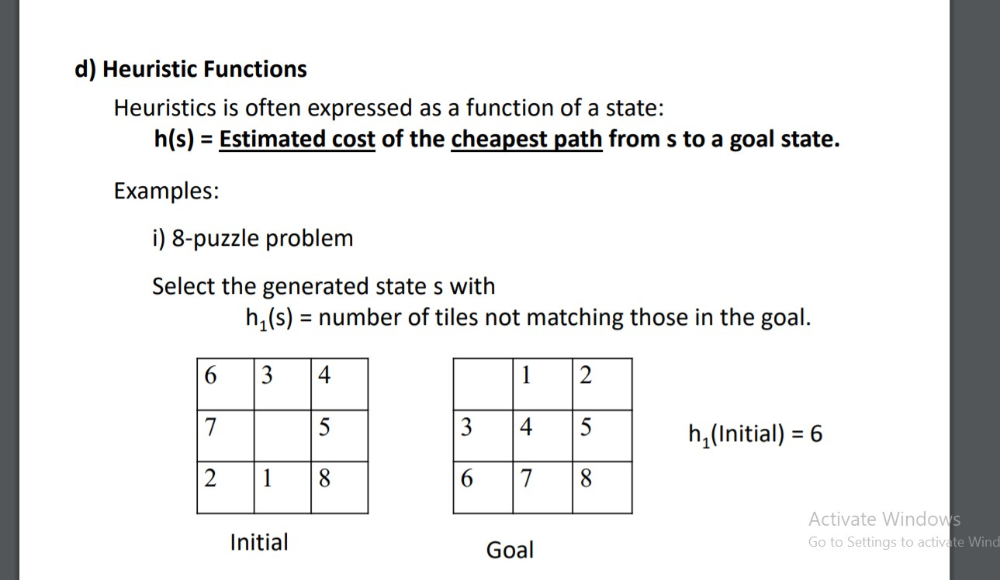 d) Heuristic Functions
Heuristics is often expressed as a function of a state:
h(s) = Estimated cost of the cheapest path from s to a goal state.
Examples:
i) 8-puzzle problem
Select the generated state s with
h₁(s) = number of tiles not matching those in the goal.
6 3 4
7 5
2 1 8
Initial
1 2
3 4 5
6 7 8
Goal
h₁(Initial) = 6
Activate Windows
Go to Settings to activate Wind